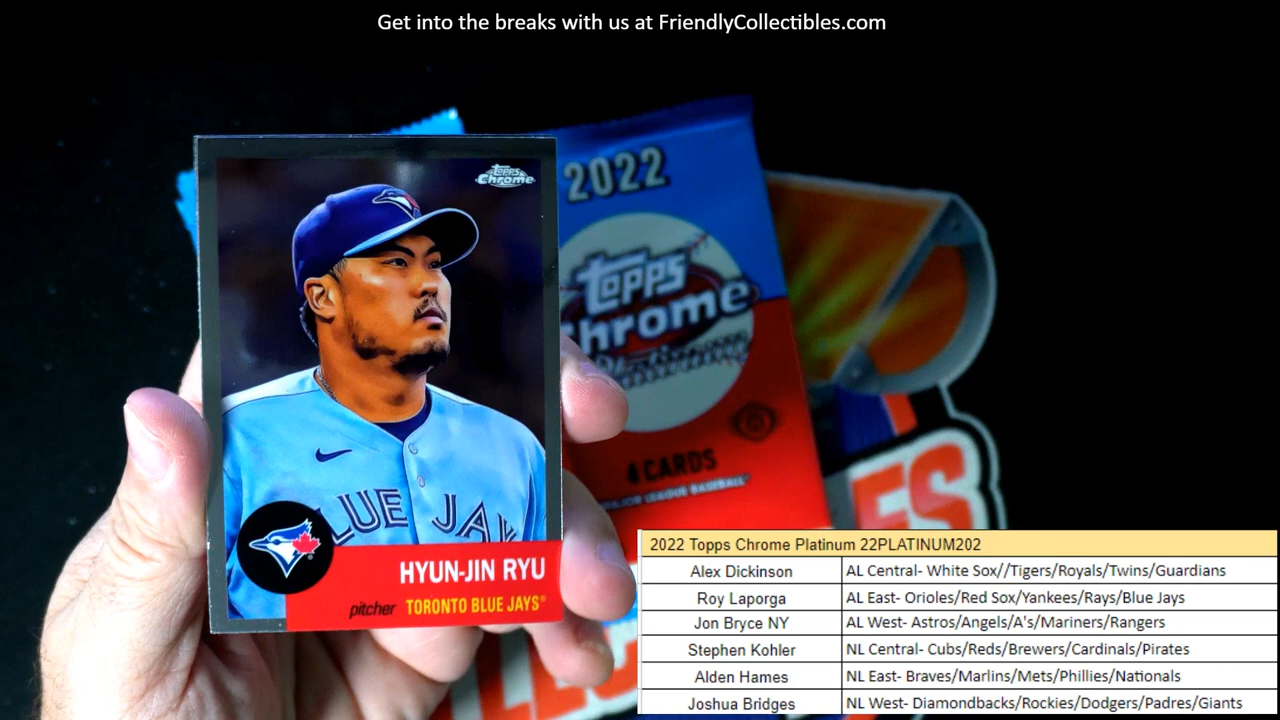 Get into the breaks with us at FriendlyCollectibles.com
Topps
Chrome
2022
Topps
Chrome
4 CARDS
MAJOR LEAGUE BASEBALL
BLUE JAY
HYUN-JIN RYU
pitcher TORONTO BLUE JAYS®
2022 Topps Chrome Platinum 22PLATINUM202
Alex Dickinson AL Central- White Sox//Tigers/Royals/Twins/Guardians
Roy Laporga AL East- Orioles/Red Sox/Yankees/Rays/Blue Jays
Jon Bryce NY AL West- Astros/Angels/A's/Mariners/Rangers
Stephen Kohler NL Central- Cubs/Reds/Brewers/Cardinals/Pirates
Alden Hames NL East- Braves/Marlins/Mets/Phillies/Nationals
Joshua Bridges NL West- Diamondbacks/Rockies/Dodgers/Padres/Giants